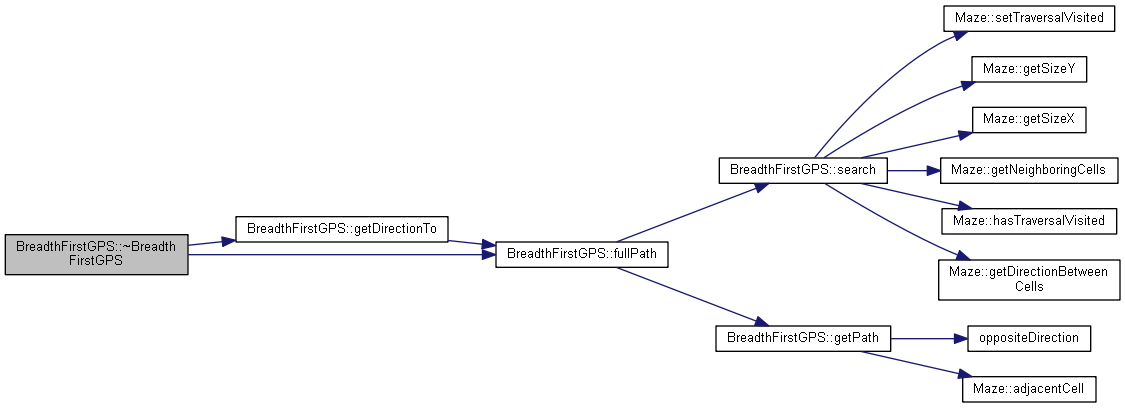 Maze::setTraversalVisited
Maze::getSizeY
Maze::getSizeX
BreadthFirstGPS::search
Maze::getNeighboringCells
Maze::hasTraversalVisited
BreadthFirstGPS::getDirectionTo
BreadthFirstGPS::~Breadth
FirstGPS
BreadthFirstGPS::fullPath
Maze::getDirectionBetween
Cells
BreadthFirstGPS::getPath
oppositeDirection
Maze::adjacentCell